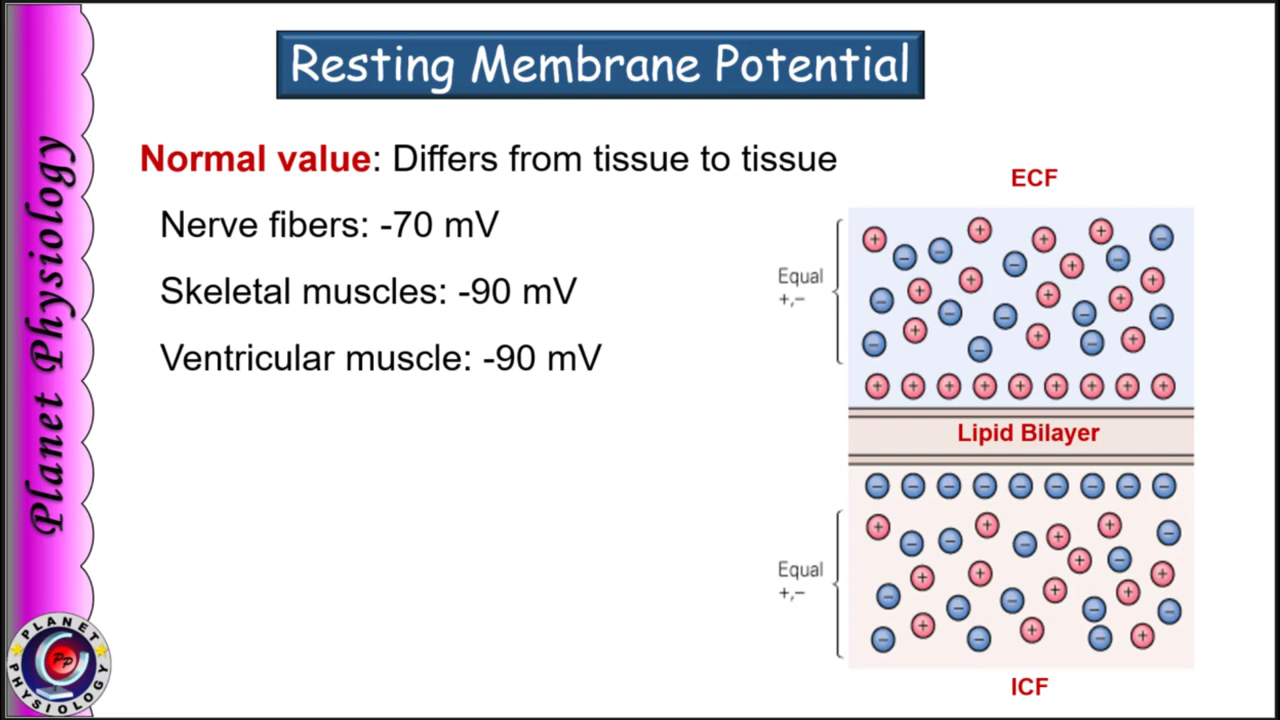 Resting Membrane Potential
Normal value: Differs from tissue to tissue
Nerve fibers: -70 mV
Skeletal muscles: -90 mV
Ventricular muscle: -90 mV
ECF
Equal
+,−
Lipid Bilayer
Equal
+,−
ICF
Planet Physiology
PLANET
PP
PHYSIOLOGY